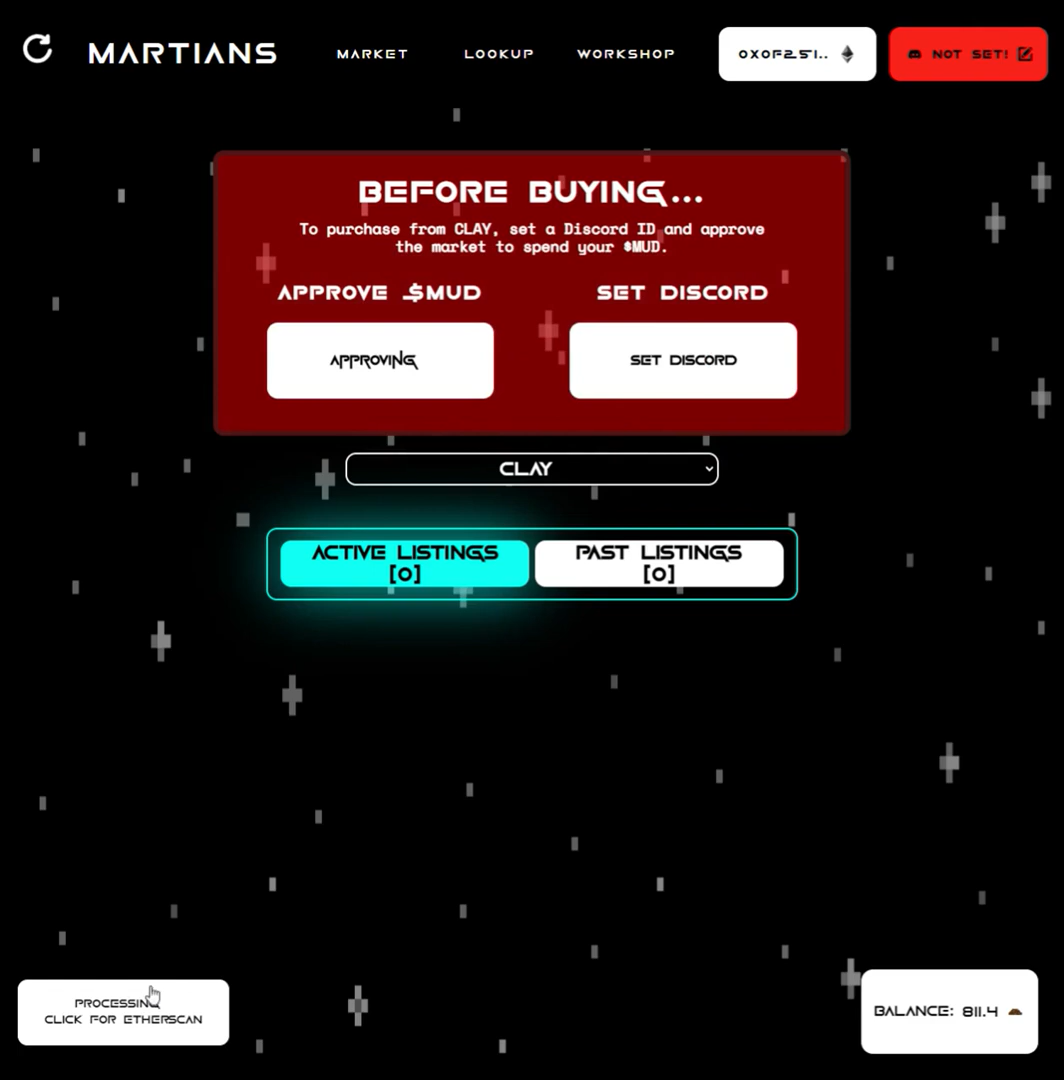 MARTIANS
MARKET
LOOKUP
WORKSHOP
0X0F251..
NOT SET!
BEFORE BUYING...
To purchase from CLAY, set a Discord ID and approve
the market to spend your $MUD.
APPROVE $MUD
SET DISCORD
APPROVING
SET DISCORD
CLAY
ACTIVE LISTINGS
[0]
PAST LISTINGS
[0]
PROCESSING
CLICK FOR ETHERSCAN
BALANCE: 811.4